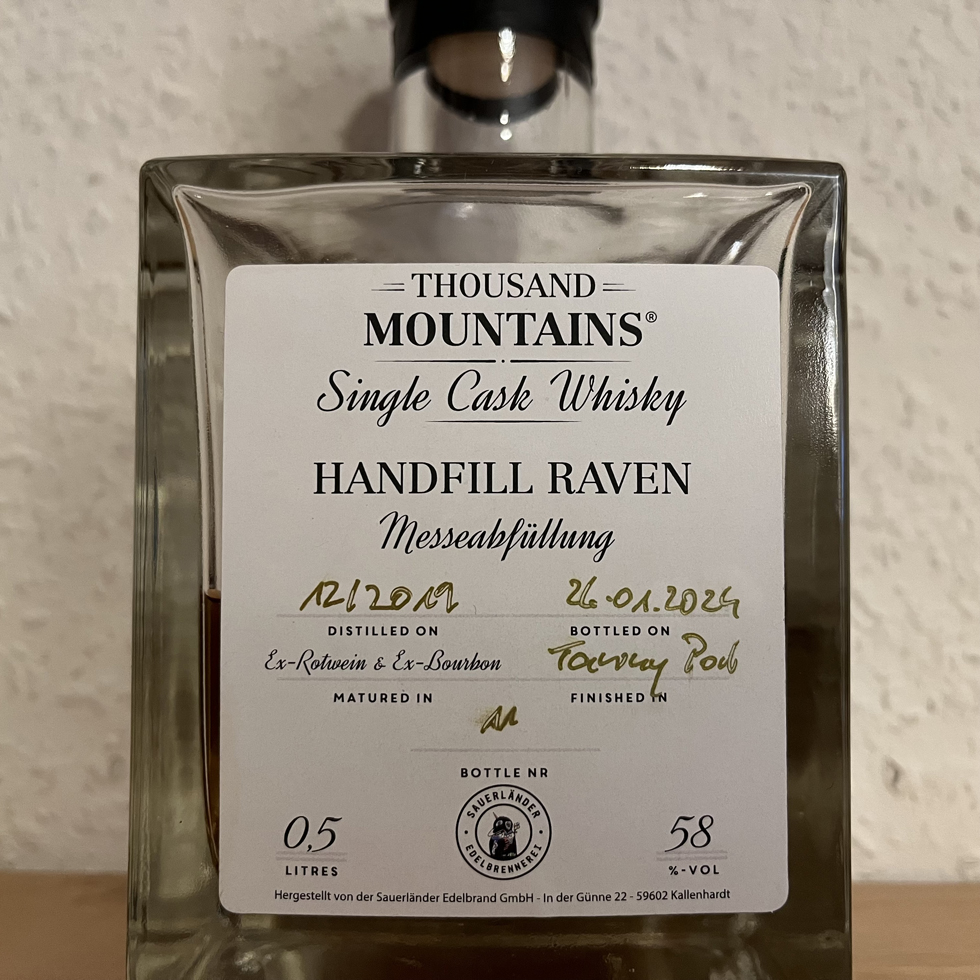 THOUSAND
MOUNTAINS®
Single Cask Whisky
HANDFILL RAVEN
Messeabfüllung
12/2019 26.01.2024
DISTILLED ON BOTTLED ON
Ex-Rotwein & Ex-Bourbon Tawny Port
MATURED IN FINISHED IN
11
BOTTLE NR
SAUERLÄNDER
0,5 58
EDELBRENNEREI
LITRES %-VOL
Hergestellt von der Sauerländer Edelbrand GmbH - In der Günne 22 - 59602 Kallenhardt